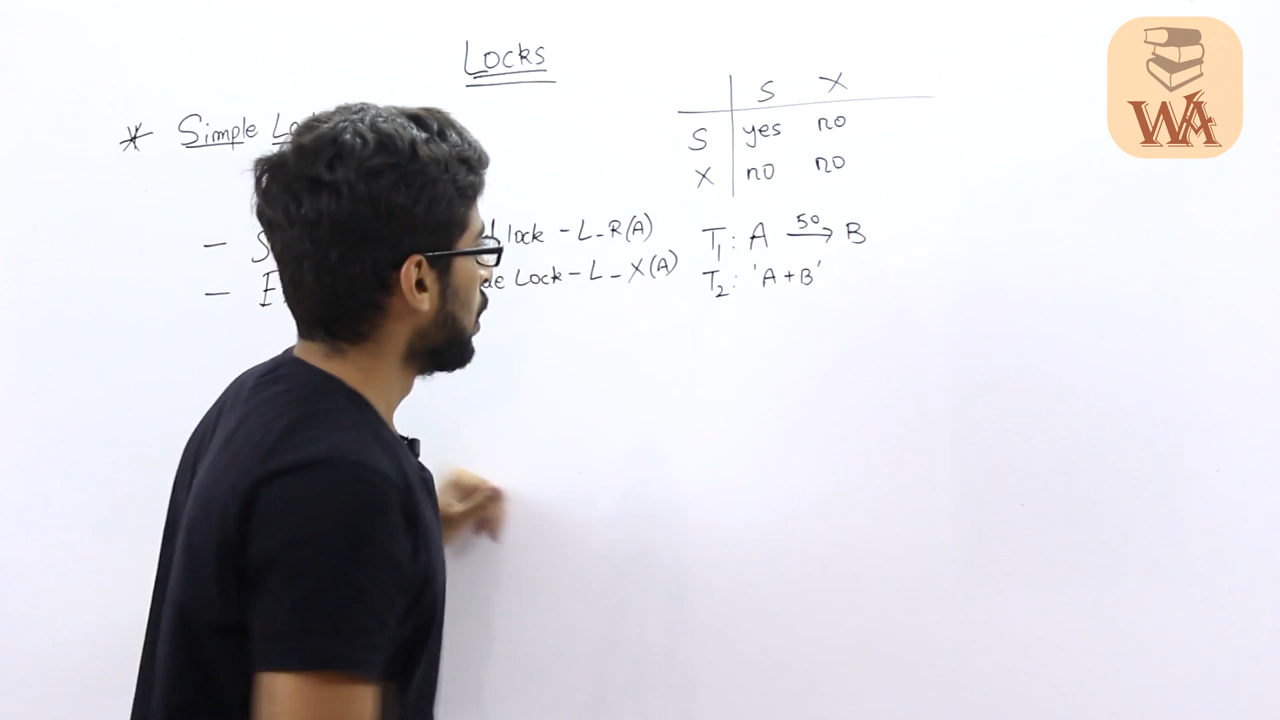 Locks
* Simple
S X
S yes no
X no no
- lock - L-R(A)
- Lock - L-X(A)
T1: A 50→ B
T2: 'A+B'
WA